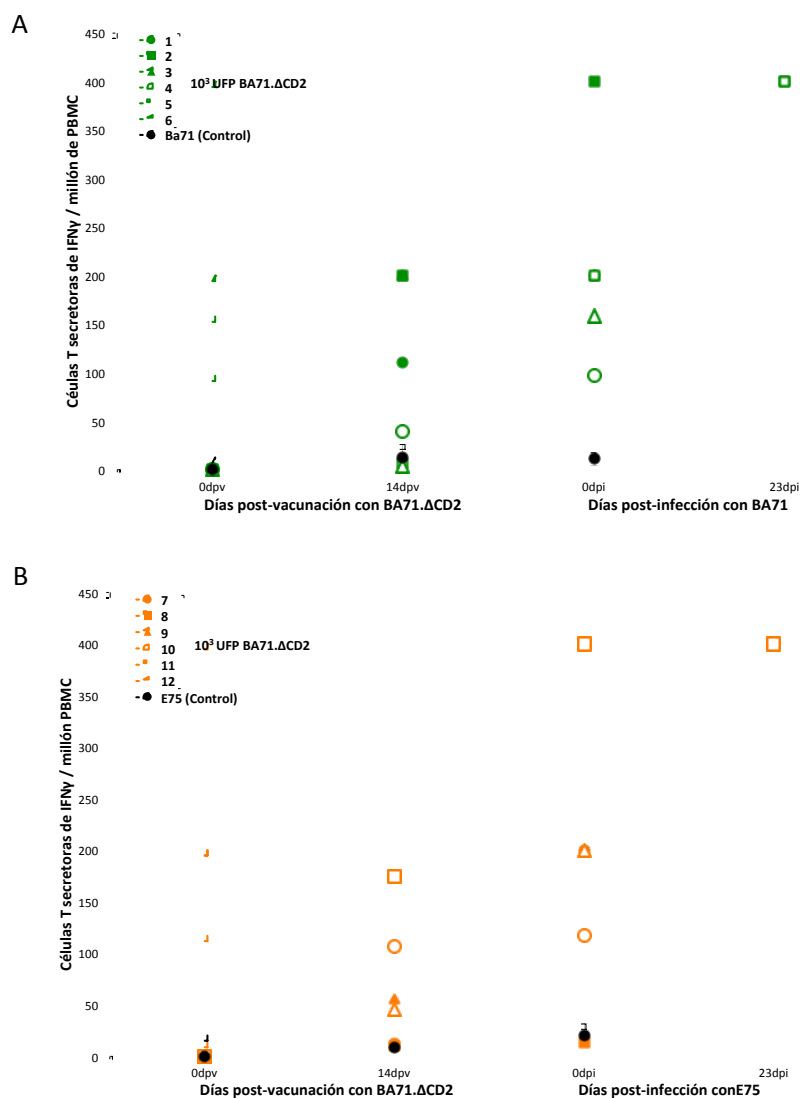 A
450
400
350
300
250
200
150
100
50
0
Céulas T secretoras de IFNγ / millón de PBMC
1
2
3
4
5
6
10³ UFP BA71.ΔCD2
Ba71 (Control)
0dpv 14dpv 0dpi 23dpi
Días post-vacunación con BA71.ΔCD2 Días post-infección con BA71
B
450
400
350
300
250
200
150
100
50
0
Células T secretoras de IFNγ / millón PBMC
7
8
9
10
11
12
10³ UFP BA71.ΔCD2
E75 (Control)
0dpv 14dpv 0dpi 23dpi
Días post-vacunación con BA71.ΔCD2 Días post-infección conE75